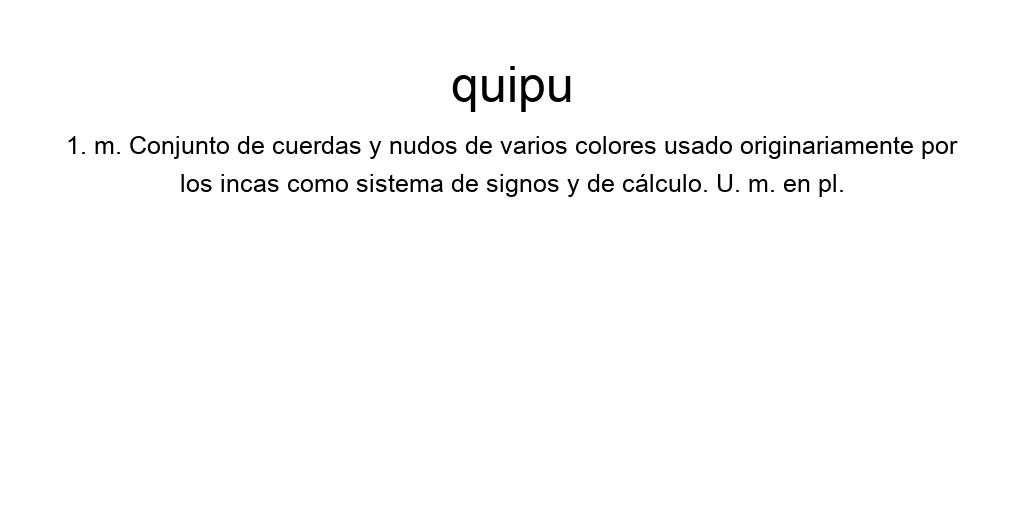 quipu
1. m. Conjunto de cuerdas y nudos de varios colores usado originariamente por
los incas como sistema de signos y de cálculo. U. m. en pl.